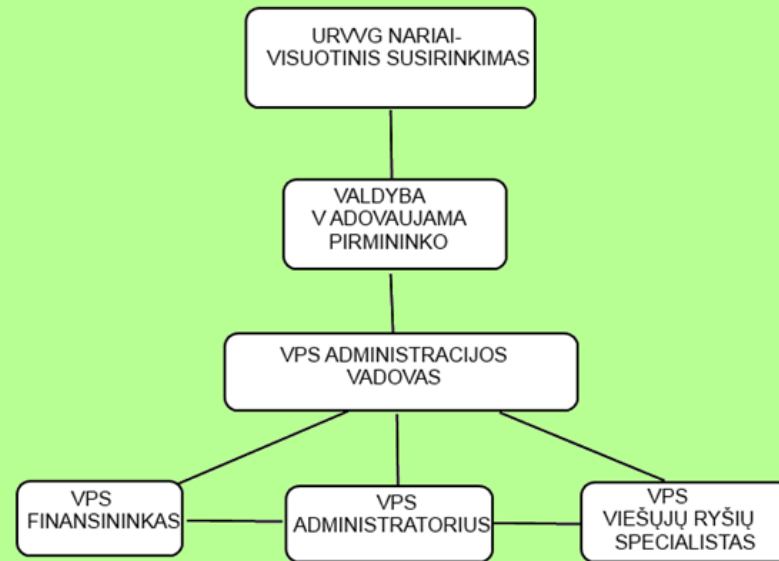 URVVG NARIAI-
VISUOTINIS SUSIRINKIMAS
VALDYBA
V ADOVAUJAMA
PIRMININKO
VPS ADMINISTRACIJOS
VADOVAS
VPS
FINANSININKAS
VPS
ADMINISTRATORIUS
VPS
VIEŠŲJŲ RYŠIŲ
SPECIALISTAS